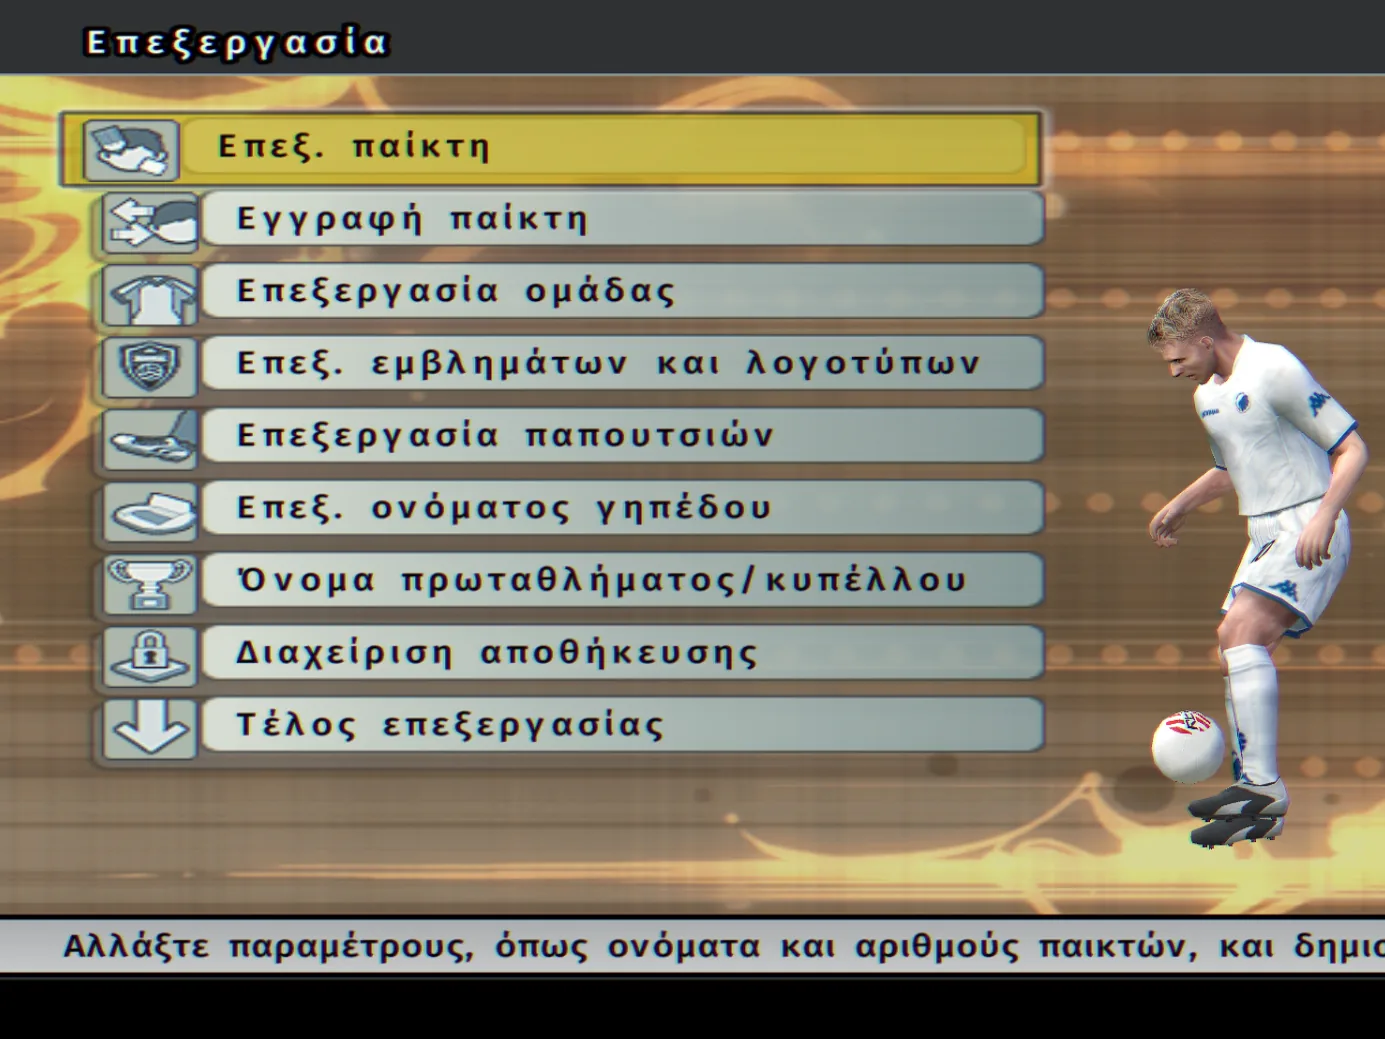 Επεξεργασία
Επεξ. παίκτη
Εγγραφή παίκτη
Επεξεργασία ομάδας
Επεξ. εμβλημάτων και λογοτύπων
Επεξεργασία παπουτσιών
Επεξ. ονόματος γηπέδου
Όνομα πρωταθλήματος/κυπέλλου
Διαχείριση αποθήκευσης
Τέλος επεξεργασίας
Αλλάξτε παραμέτρους, όπως ονόματα και αριθμούς παικτών, και